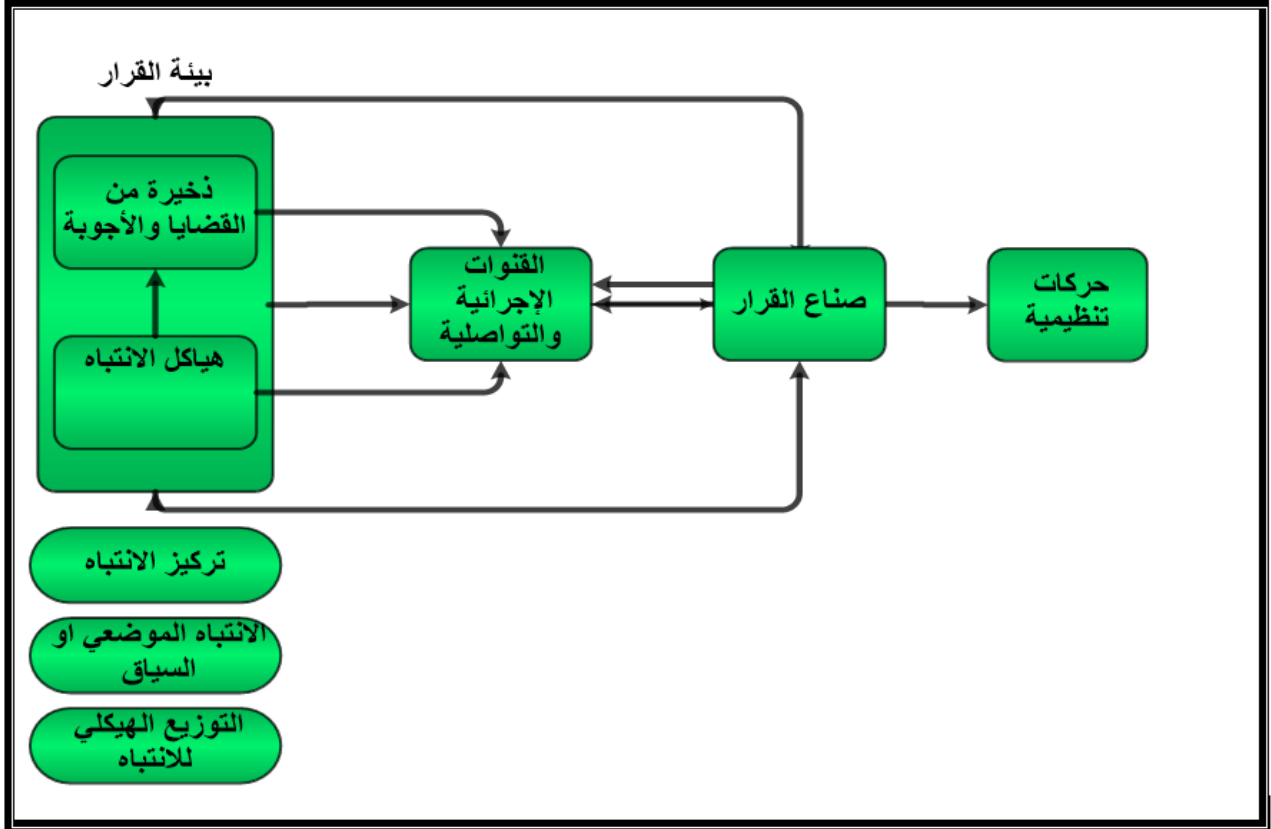 بيئة القرار
ذخيرة من
القضايا والأجوبة
هياكل الانتباه
القنوات
الإجرائية
والتواصلية
صناع القرار
حركات
تنظيمية
تركيز الانتباه
الانتباه الموضعي او
السياق
التوزيع الهيكلي
للانتباه